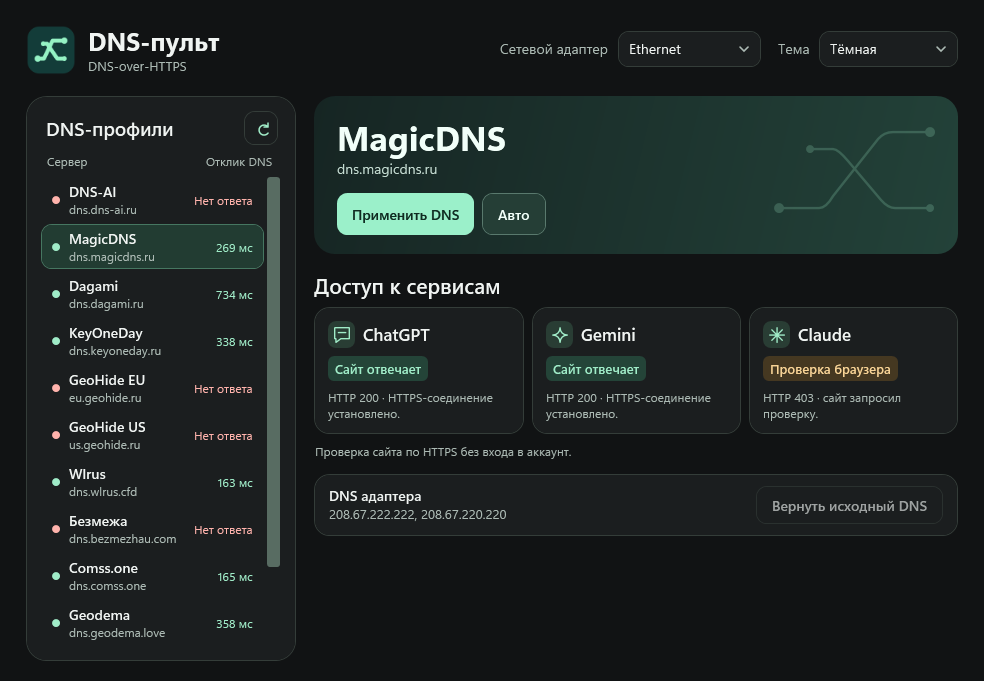 DNS-пульт
DNS-over-HTTPS
Сетевой адаптер
Ethernet
Тема
Тёмная
DNS-профили
Сервер
Отклик DNS
DNS-AI
dns.dns-ai.ru
Нет ответа
MagicDNS
dns.magicdns.ru
269 мс
Dagami
dns.dagami.ru
734 мс
KeyOneDay
dns.keyoneday.ru
338 мс
GeoHide EU
eu.geohide.ru
Нет ответа
GeoHide US
us.geohide.ru
Нет ответа
Wlrus
dns.wlrus.cfd
163 мс
Безмежа
dns.bezmezhau.com
Нет ответа
Comss.one
dns.comss.one
165 мс
Geodema
dns.geodema.love
358 мс
MagicDNS
dns.magicdns.ru
Применить DNS
Авто
Доступ к сервисам
ChatGPT
Сайт отвечает
HTTP 200 · HTTPS-соединение
установлено.
Gemini
Сайт отвечает
HTTP 200 · HTTPS-соединение
установлено.
Claude
Проверка браузера
HTTP 403 · сайт запросил
проверку.
Проверка сайта по HTTPS без входа в аккаунт.
DNS адаптера
208.67.222.222, 208.67.220.220
Вернуть исходный DNS